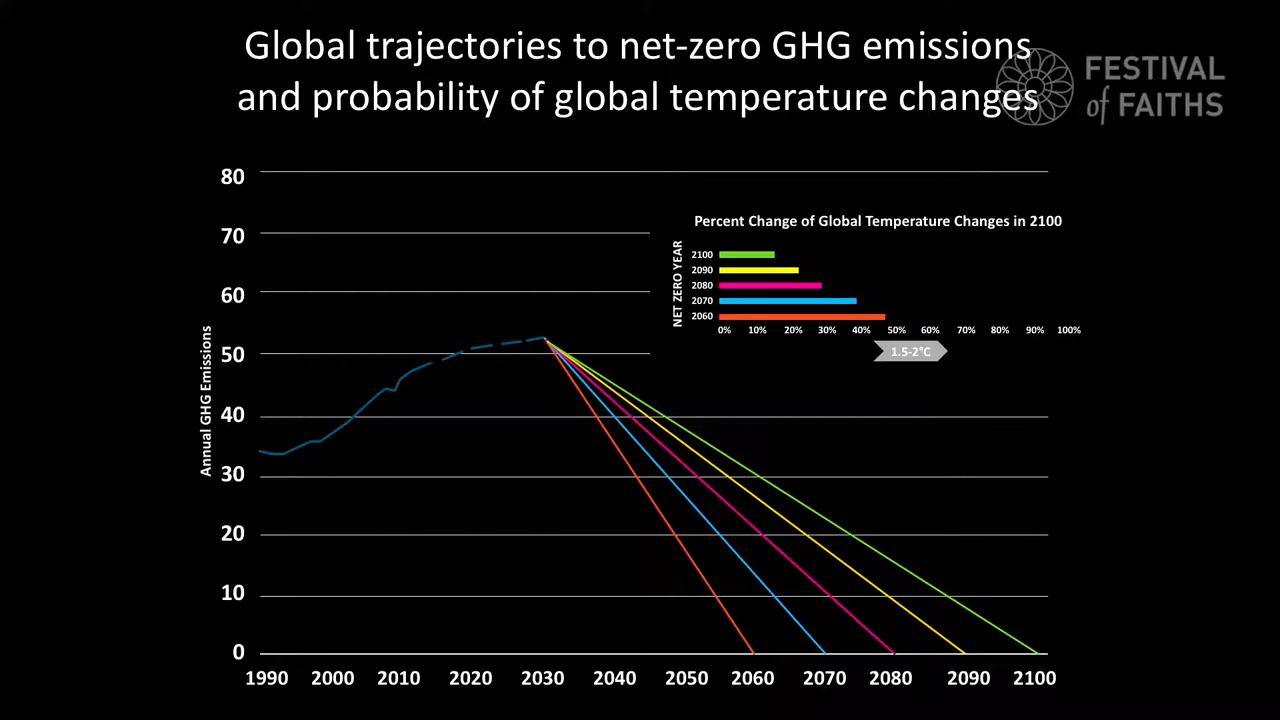 Global trajectories to net-zero GHG emissions
and probability of global temperature changes
FESTIVAL
of FAITHS
80
70
60
50
40
30
20
10
0
Annual GHG Emissions
1990 2000 2010 2020 2030 2040 2050 2060 2070 2080 2090 2100
Percent Change of Global Temperature Changes in 2100
NET ZERO YEAR
2100
2090
2080
2070
2060
0% 10% 20% 30% 40% 50% 60% 70% 80% 90% 100%
1.5-2°C